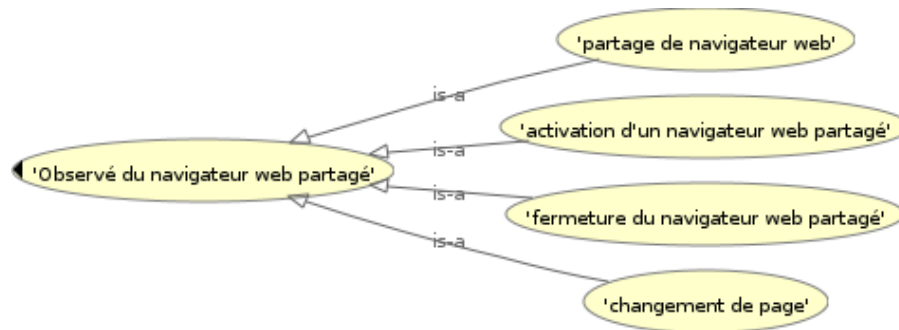 'partage de navigateur web'
is-a
'activation d'un navigateur web partagé'
is-a
'Observé du navigateur web partagé'
is-a
'fermeture du navigateur web partagé'
is-a
'changement de page'